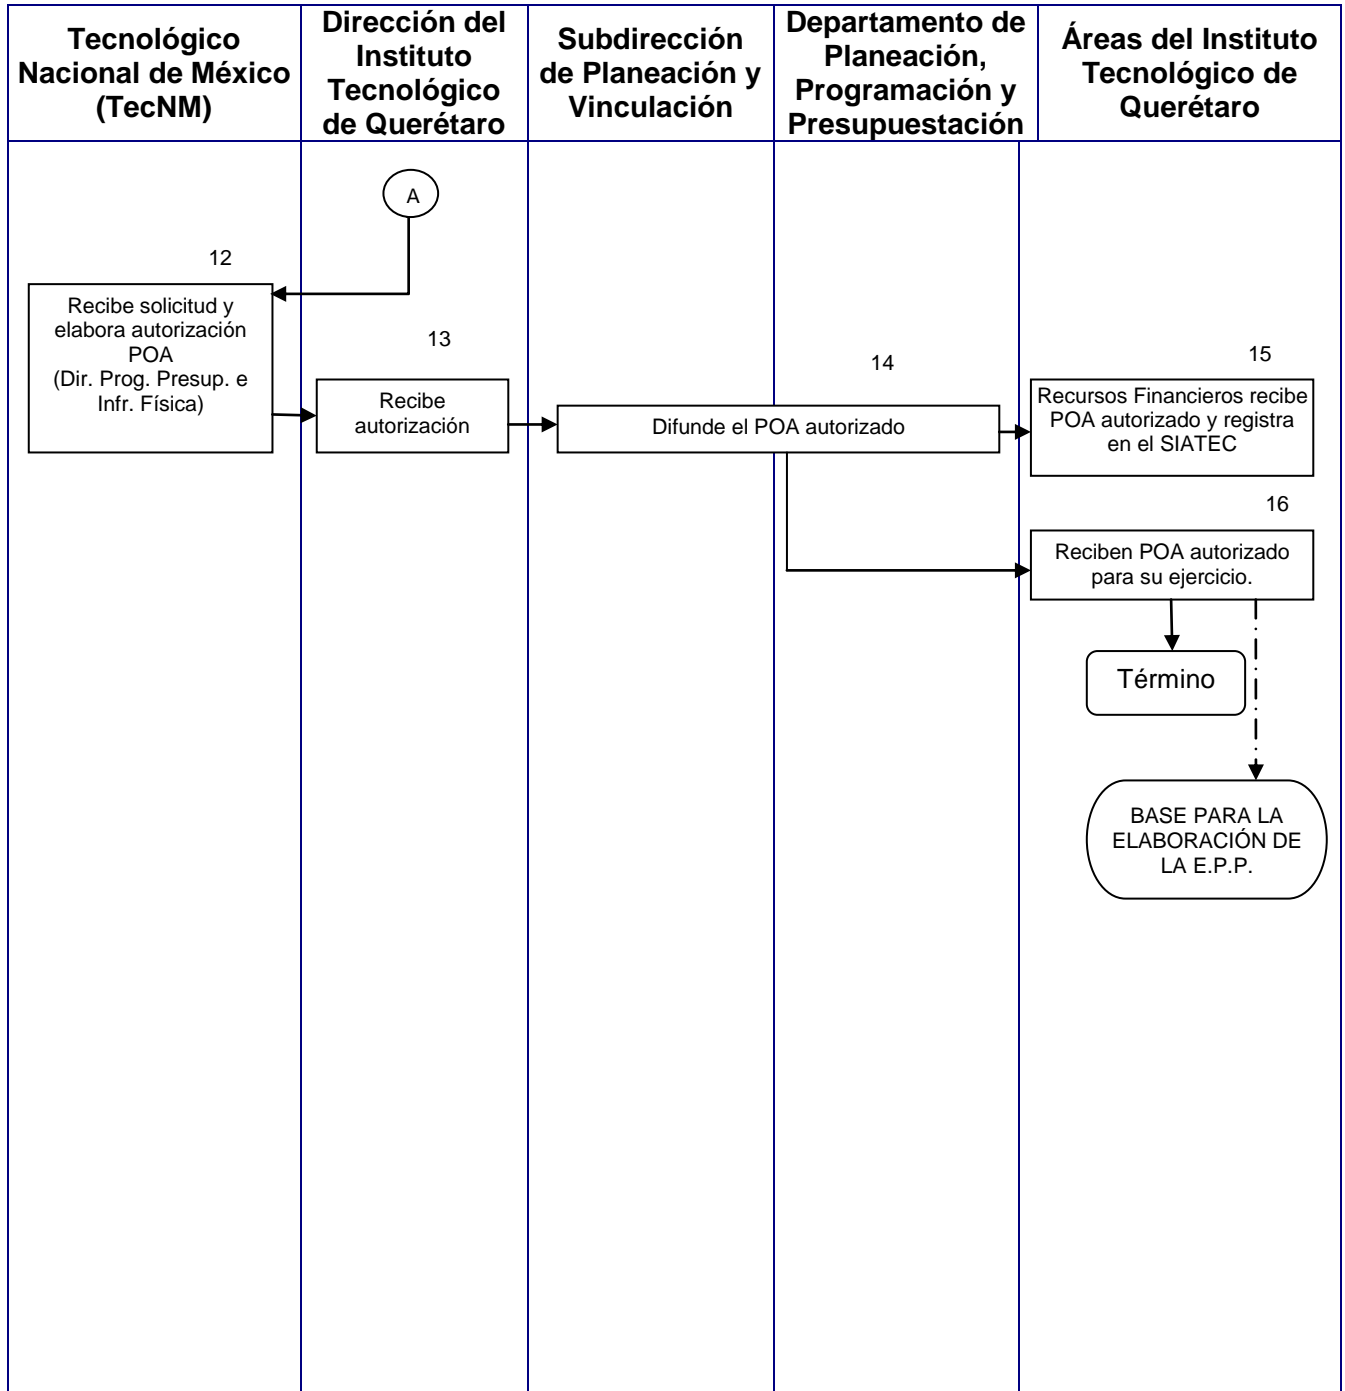 Tecnológico
Nacional de México
(TecNM)
Dirección del
Instituto
Tecnológico
de Querétaro
Subdirección
de Planeación y
Vinculación
Departamento de
Planeación,
Programación y
Presupuestación
Áreas del Instituto
Tecnológico de
Querétaro
A
12
Recibe solicitud y
elabora autorización
POA
(Dir. Prog. Presup. e
Infr. Física)
13
Recibe
autorización
14
Difunde el POA autorizado
15
Recursos Financieros recibe
POA autorizado y registra
en el SIATEC
16
Reciben POA autorizado
para su ejercicio.
Término
BASE PARA LA
ELABORACIÓN DE
LA E.P.P.